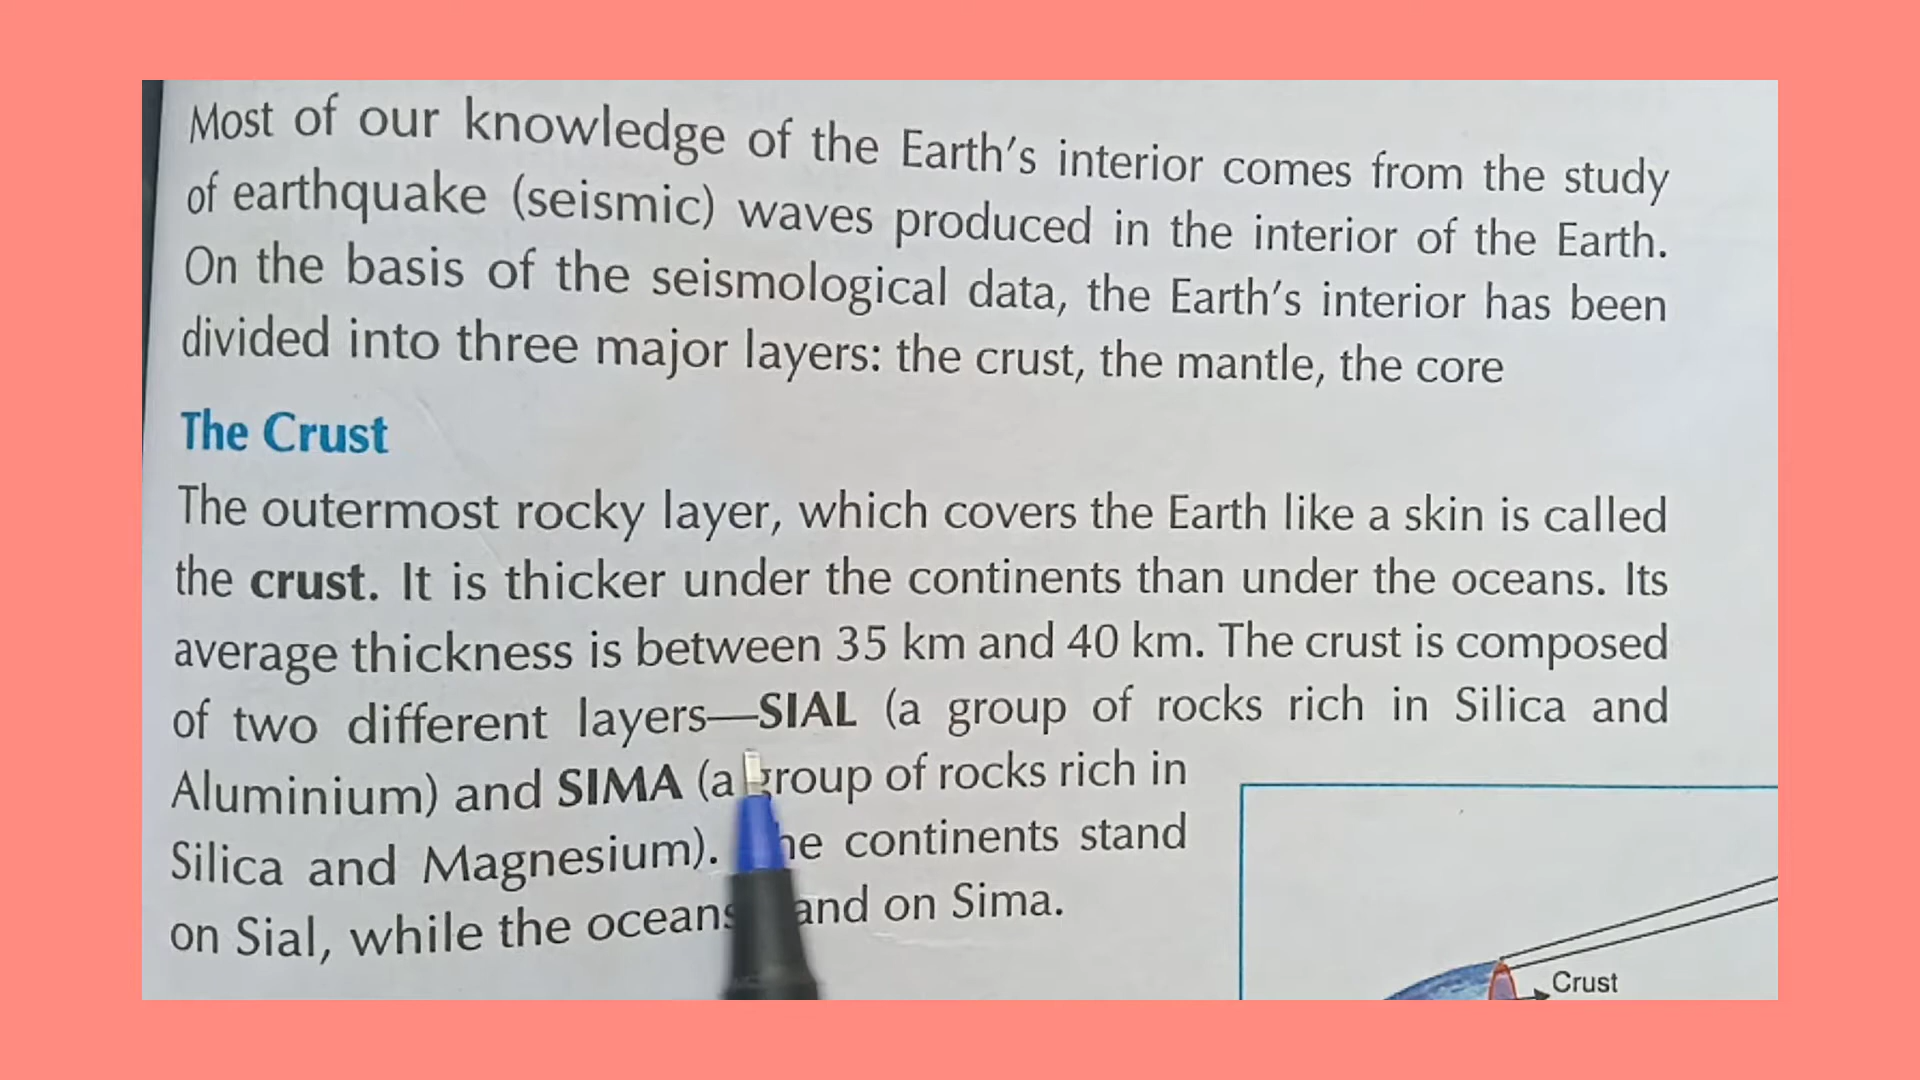 Most of our knowledge of the Earth's interior comes from the study
of earthquake (seismic) waves produced in the interior of the Earth.
On the basis of the seismological data, the Earth's interior has been
divided into three major layers: the crust, the mantle, the core
The Crust
The outermost rocky layer, which covers the Earth like a skin is called
the crust. It is thicker under the continents than under the oceans. Its
average thickness is between 35 km and 40 km. The crust is composed
of two different layers—SIAL (a group of rocks rich in Silica and
Aluminium) and SIMA (a group of rocks rich in
Silica and Magnesium). continents stand
on Sial, while the oceans on Sima.
Crust